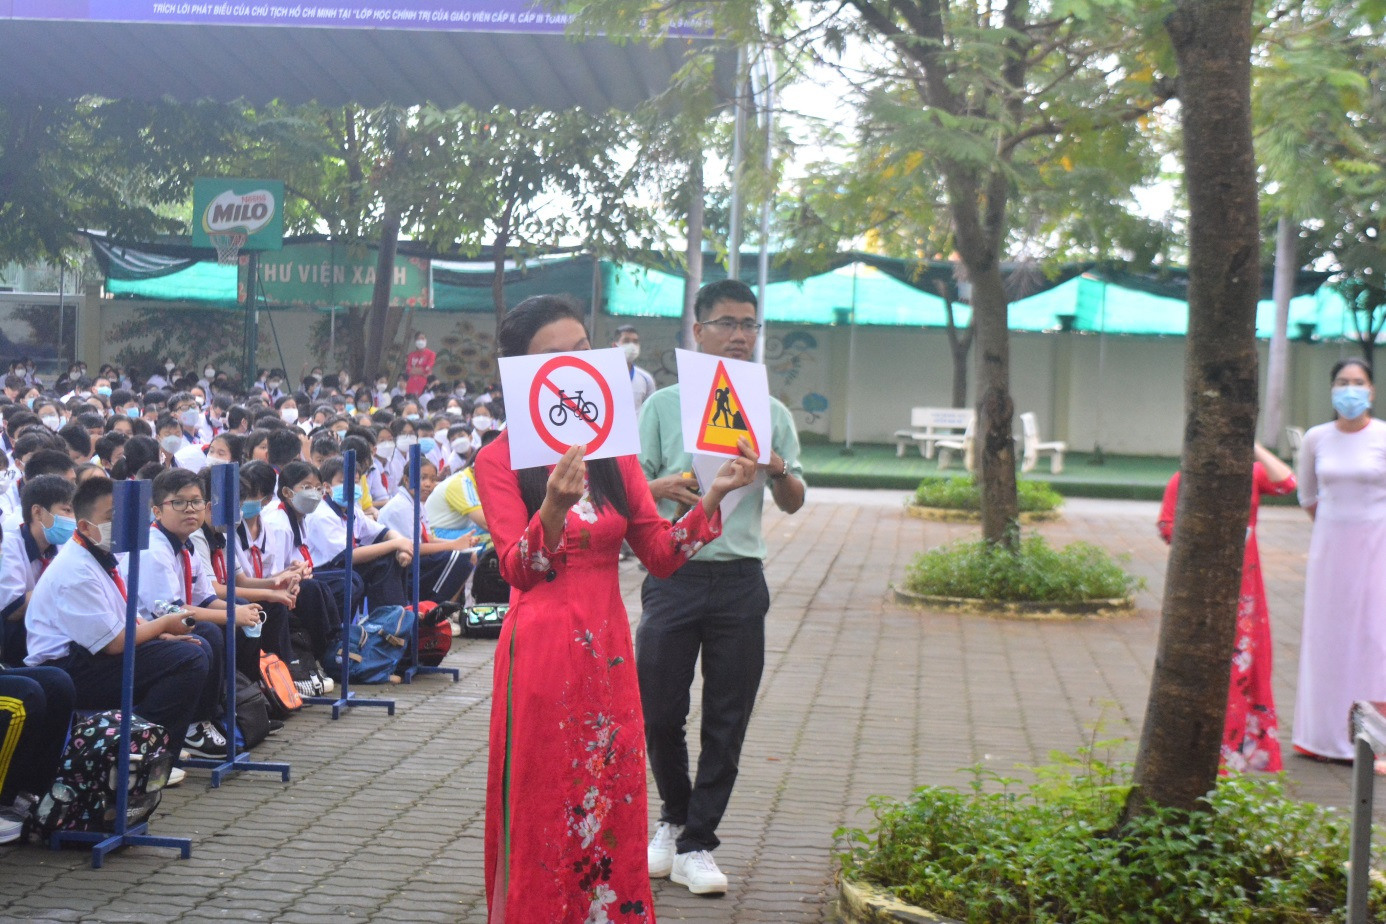 TRÍCH LỜI PHÁT BIỂU CỦA CHỦ TỊCH HỒ CHÍ MINH TẠI "LỚP HỌC CHÍNH TRỊ CỦA GIÁO VIÊN CẤP II, CẤP III TOÀN
Nestlé
MILO
THƯ VIỆN XANH